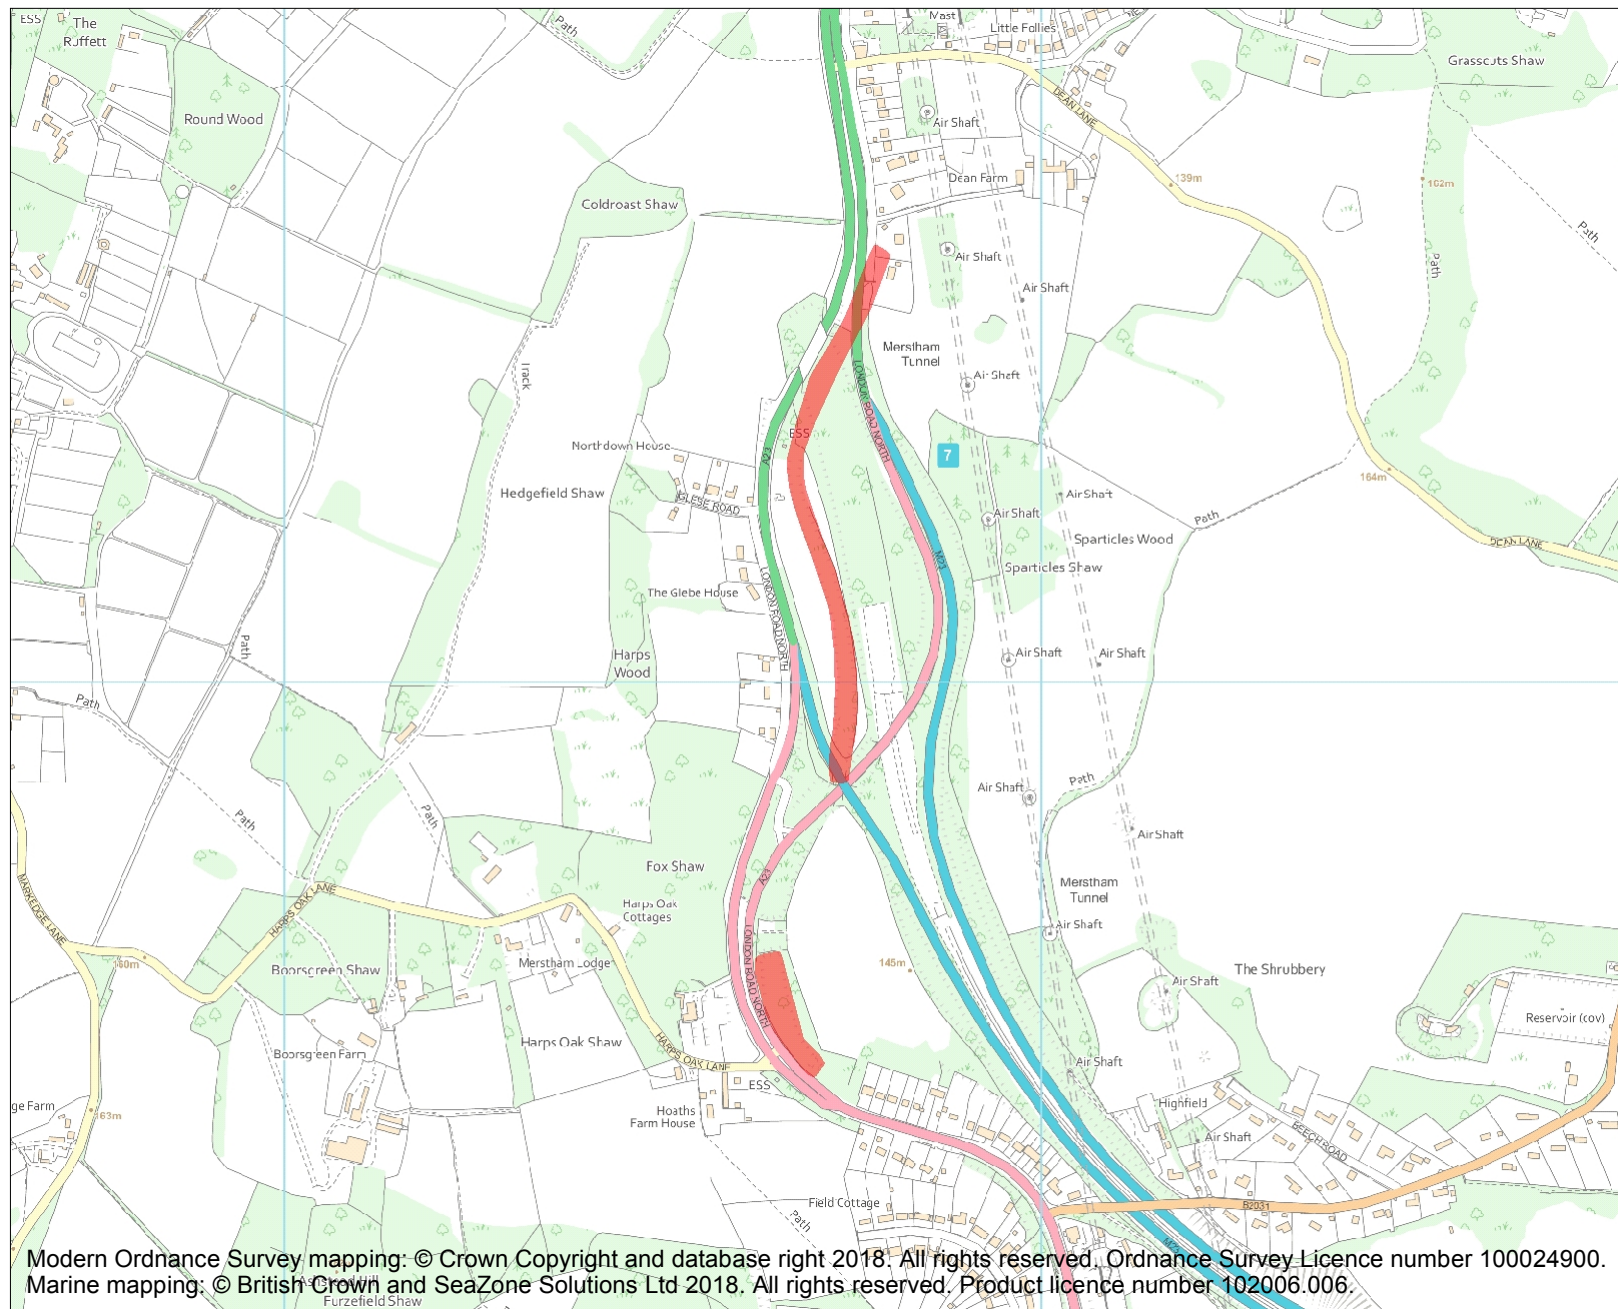 ESS
The
Ruffett
Path
Mast
Little Follies
Grasscuts Shaw
Round Wood
Air Shaft
DEAN LANE
Dean Farm
139m
162m
Coldroast Shaw
Path
Path
Air Shaft
Air Shaft
Merstham
Tunnel
Air Shaft
Track
LONDON ROAD NORTH
A23
ESS
Northdown House
7
164m
Hedgefield Shaw
GLEBE ROAD
Air Shaft
Air Shaft
Path
Sparticles Wood
DEAN LANE
M23
Sparticles Shaw
The Glebe House
LONDON ROAD NORTH
Path
Harps
Wood
Air Shaft
Air Shaft
Path
Path
Air Shaft
Path
Path
Air Shaft
Fox Shaw
A23
MARKEDGE LANE
HARPS OAK LANE
Harps Oak
Cottages
Merstham
Tunnel
Air Shaft
LONDON ROAD NORTH
160m
Boorsgreen Shaw
Merstham Lodge
145m
The Shrubbery
Air Shaft
Reservoir (cov)
Harps Oak Shaw
Boorsgreen Farm
HARPS OAK LANE
Air Shaft
ESS
ge Farm
163m
Hoaths
Farm House
Highfield
Air Shaft
BEECH ROAD
Field Cottage
B2031
Path
M23
Modern Ordnance Survey mapping: © Crown Copyright and database right 2018. All rights reserved. Ordnance Survey Licence number 100024900.
Ashstead Hill
Marine mapping: © British Crown and SeaZone Solutions Ltd 2018. All rights reserved. Product licence number 102006.006.
Furzefield Shaw